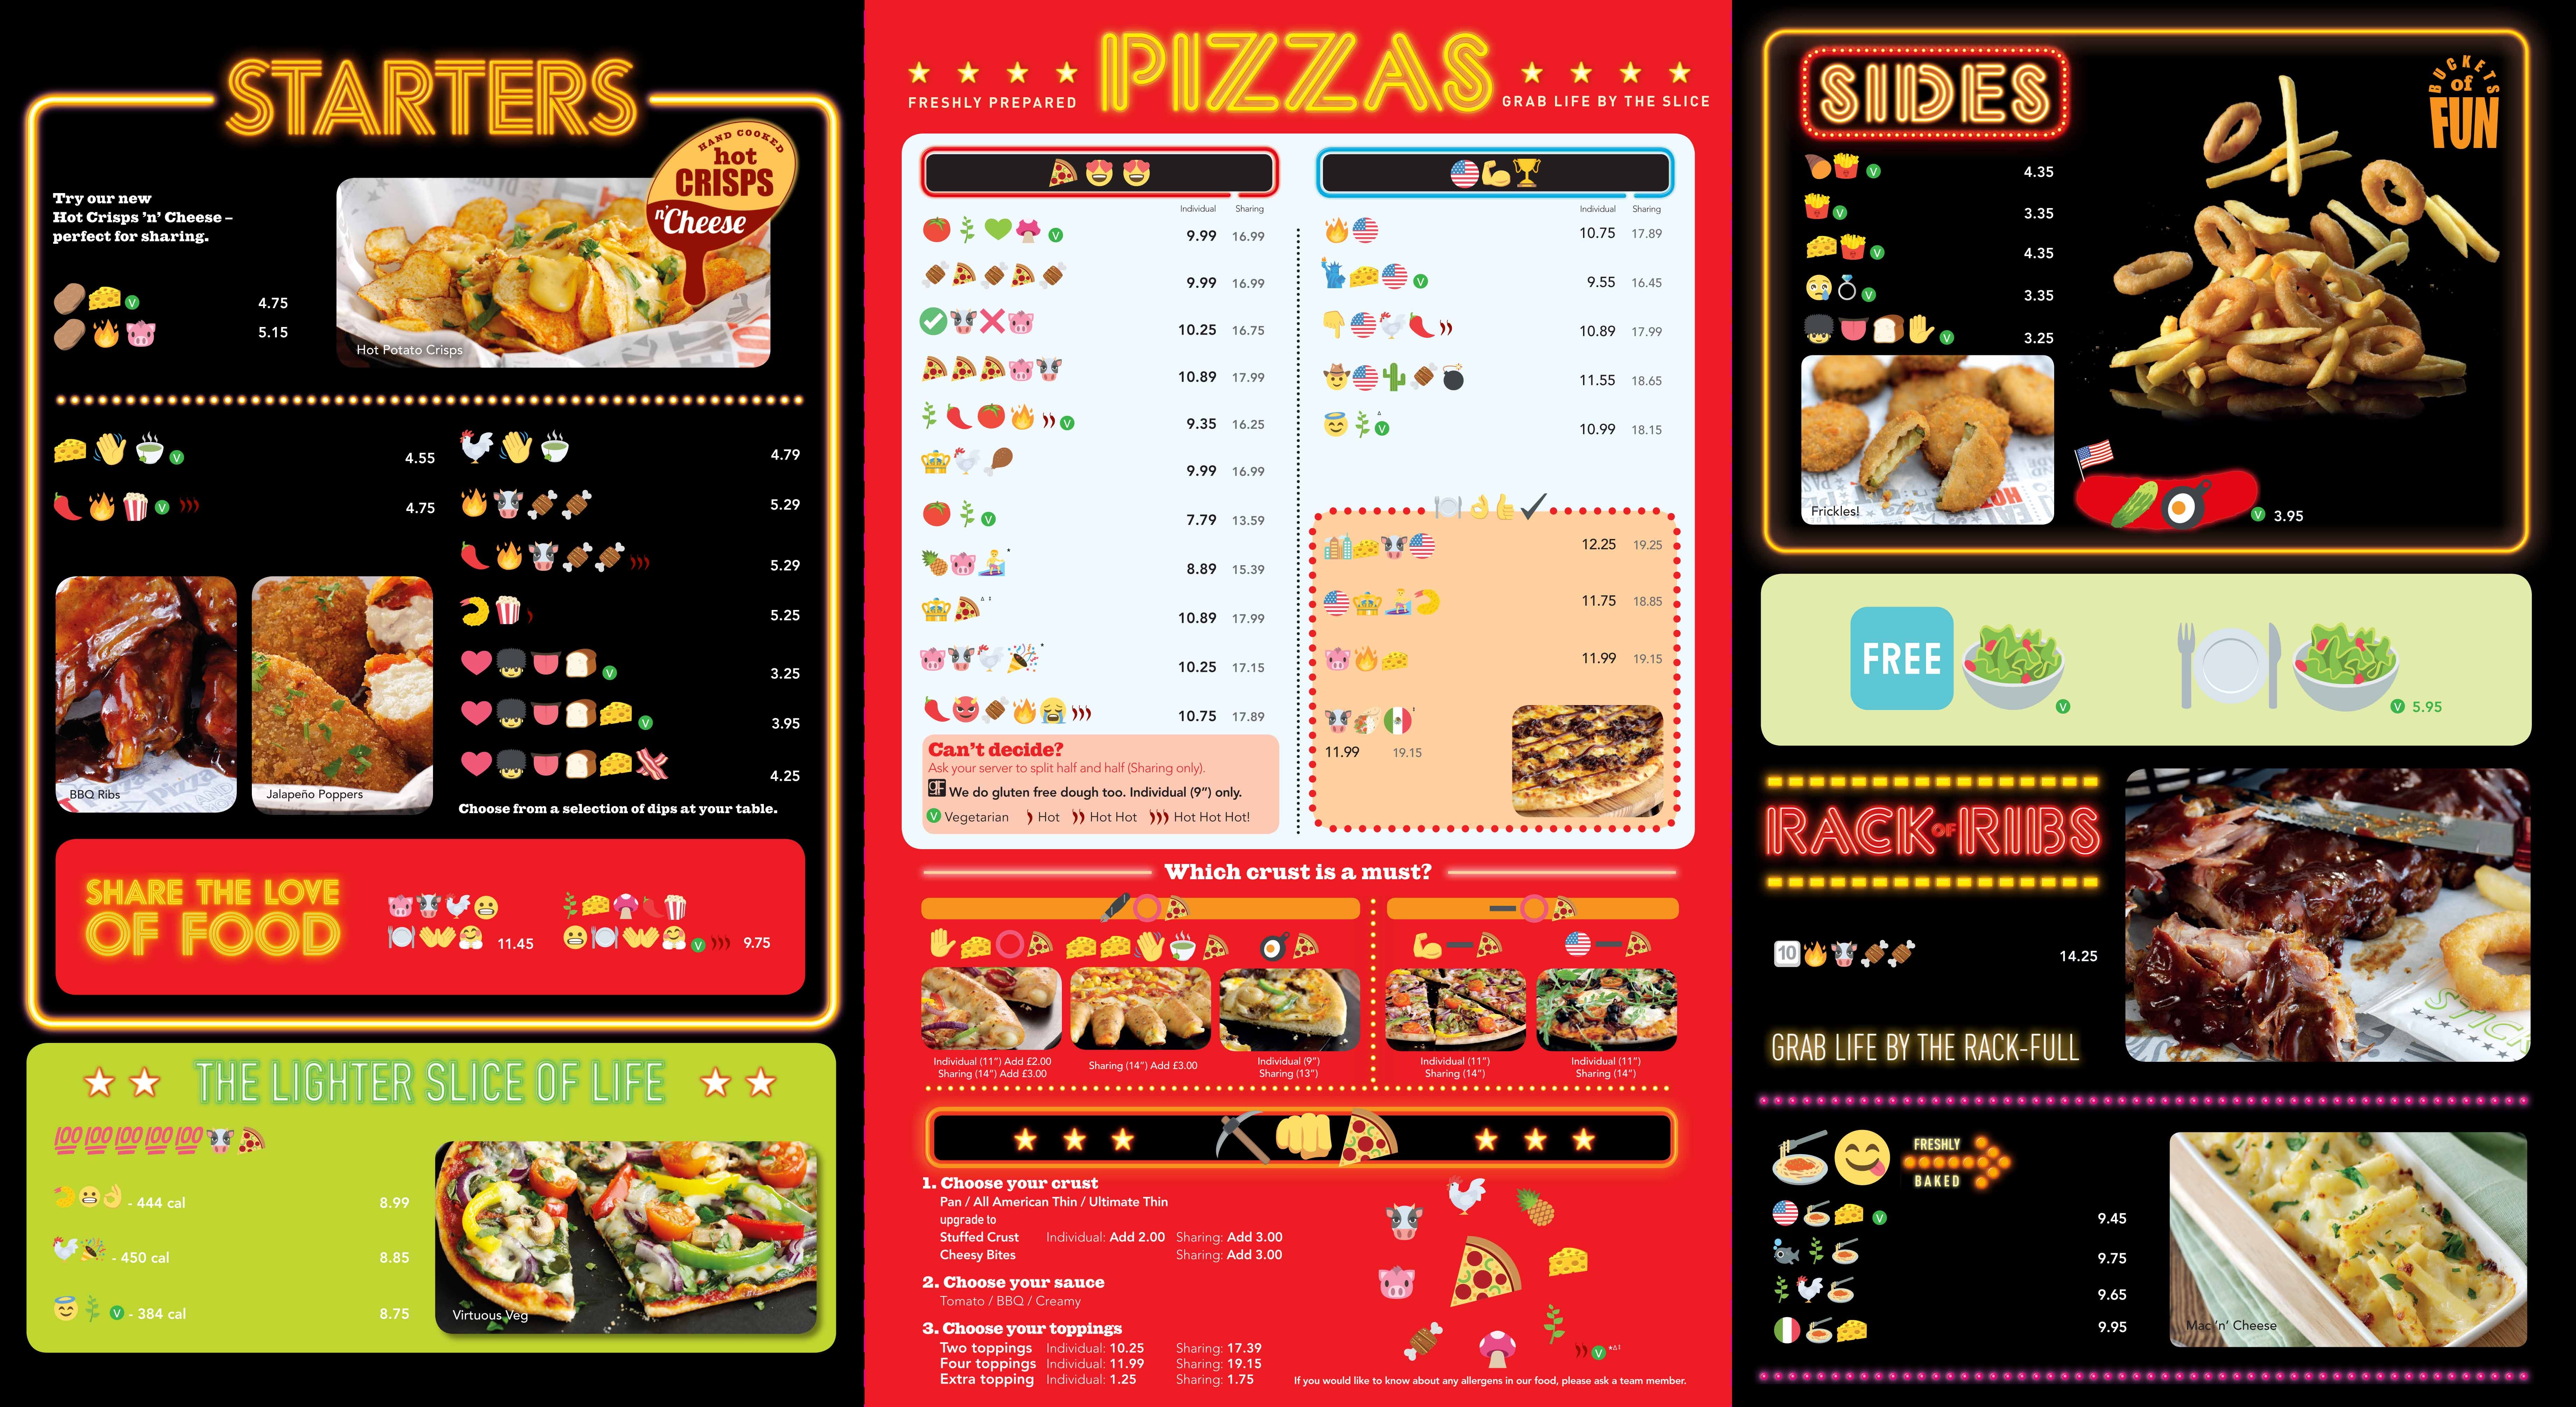 STARTERS
Try our new
Hot Crisps 'n' Cheese –
perfect for sharing.
HAND COOKED
hot
CRISPS
n' Cheese
Hot Potato Crisps
🥔🧀 V 4.75
🥔🔥🐷 5.15
🧀👋🍵 V 4.55
🌶🔥🍿 V 4.75
BBQ Ribs
Jalapeño Poppers
🐓👋🍵 4.79
🔥🐮🍖🍖 5.29
🌶🔥🐮🍖🍖 5.29
🍤🍿 5.25
3.25
3.95
4.25
Choose from a selection of dips at your table.
SHARE THE LOVE
OF FOOD
11.45
V 9.75
THE LIGHTER SLICE OF LIFE
💯💯💯💯💯🐮🍕
- 444 cal 8.99
- 450 cal 8.85
V - 384 cal 8.75
Virtuous Veg
PIZZAS
FRESHLY PREPARED
GRAB LIFE BY THE SLICE
Individual Sharing
V 9.99 16.99
9.99 16.99
10.25 16.75
10.89 17.99
V 9.35 16.25
9.99 16.99
V 7.79 13.59
8.89 15.39
10.89 17.99
10.25 17.15
10.75 17.89
Can't decide?
Ask your server to split half and half (Sharing only).
gF We do gluten free dough too. Individual (9") only.
V Vegetarian Hot Hot Hot Hot Hot Hot!
Individual Sharing
10.75 17.89
V 9.55 16.45
10.89 17.99
11.55 18.65
V 10.99 18.15
12.25 19.25
11.75 18.85
11.99 19.15
11.99 19.15
Which crust is a must?
Individual (11") Add £2.00
Sharing (14") Add £3.00
Sharing (14") Add £3.00
Individual (9")
Sharing (13")
Individual (11")
Sharing (14")
Individual (11")
Sharing (14")
1. Choose your crust
Pan / All American Thin / Ultimate Thin
upgrade to
Stuffed Crust Individual: Add 2.00 Sharing: Add 3.00
Cheesy Bites Sharing: Add 3.00
2. Choose your sauce
Tomato / BBQ / Creamy
3. Choose your toppings
Two toppings Individual: 10.25 Sharing: 17.39
Four toppings Individual: 11.99 Sharing: 19.15
Extra topping Individual: 1.25 Sharing: 1.75
V
If you would like to know about any allergens in our food, please ask a team member.
SIDES
BUCKETS
of
FUN
V 4.35
V 3.35
V 4.35
V 3.35
V 3.25
Frickles!
V 3.95
FREE
V
V 5.95
RACK OF RIBS
10 14.25
GRAB LIFE BY THE RACK-FULL
FRESHLY
BAKED
V 9.45
9.75
9.65
9.95
Mac 'n' Cheese